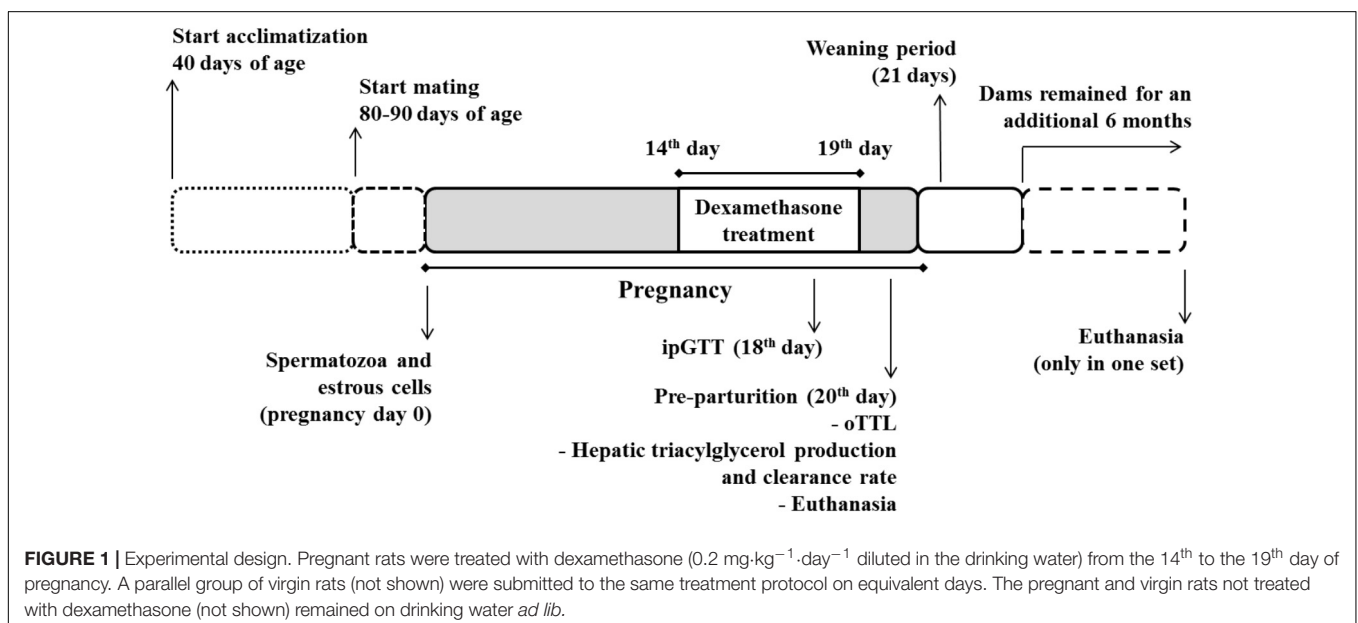 Start acclimatization
40 days of age
Start mating
80-90 days of age
Weaning period
(21 days)
Dams remained for an
additional 6 months
14th day
19th day
Dexamethasone
treatment
Pregnancy
Spermatozoa and
estrous cells
(pregnancy day 0)
ipGTT (18th day)
Pre-parturition (20th day)
- oTTL
- Hepatic triacylglycerol production
and clearance rate
- Euthanasia
Euthanasia
(only in one set)
FIGURE 1 | Experimental design. Pregnant rats were treated with dexamethasone (0.2 mg·kg−1·day−1 diluted in the drinking water) from the 14th to the 19th day of
pregnancy. A parallel group of virgin rats (not shown) were submitted to the same treatment protocol on equivalent days. The pregnant and virgin rats not treated
with dexamethasone (not shown) remained on drinking water ad lib.